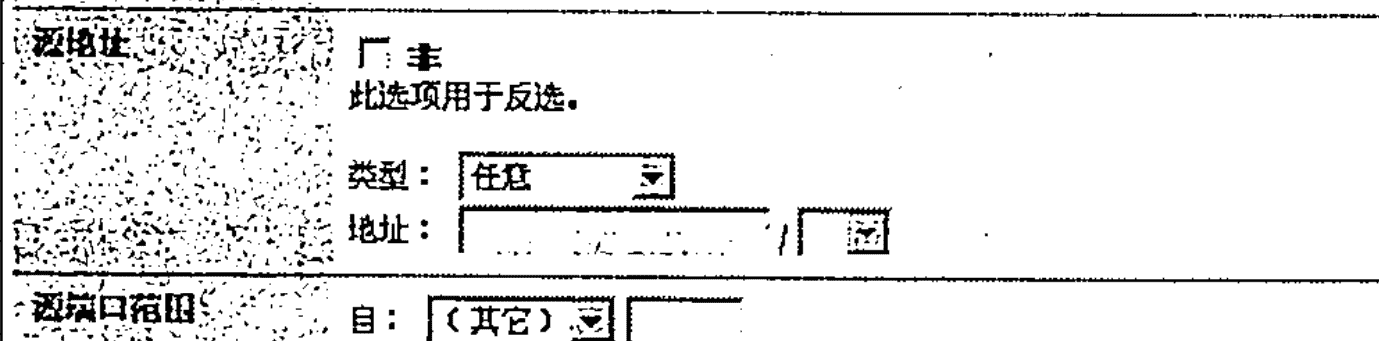 源地址
非
此选项用于反选。
类型： 任意
地址： /
源端口范围
自： （其它）